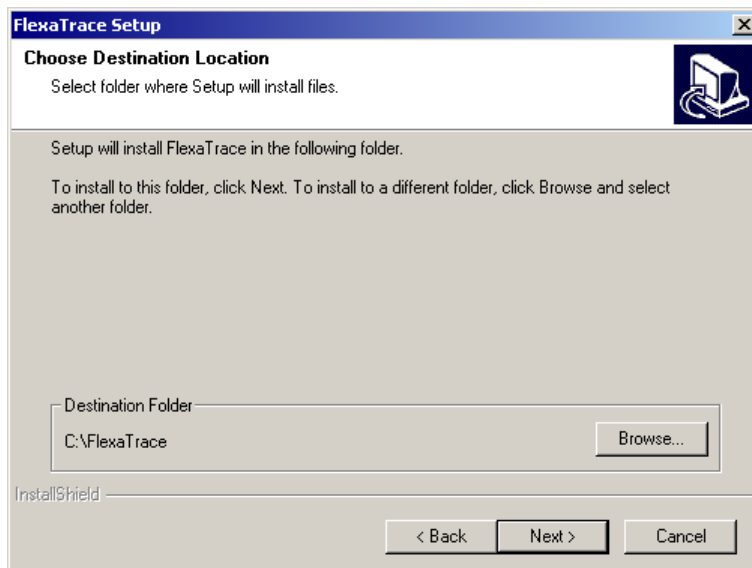 FlexaTrace Setup
Choose Destination Location
Select folder where Setup will install files.
Setup will install FlexaTrace in the following folder.
To install to this folder, click Next. To install to a different folder, click Browse and select
another folder.
Destination Folder
C:\FlexaTrace
Browse...
InstallShield
< Back
Next >
Cancel